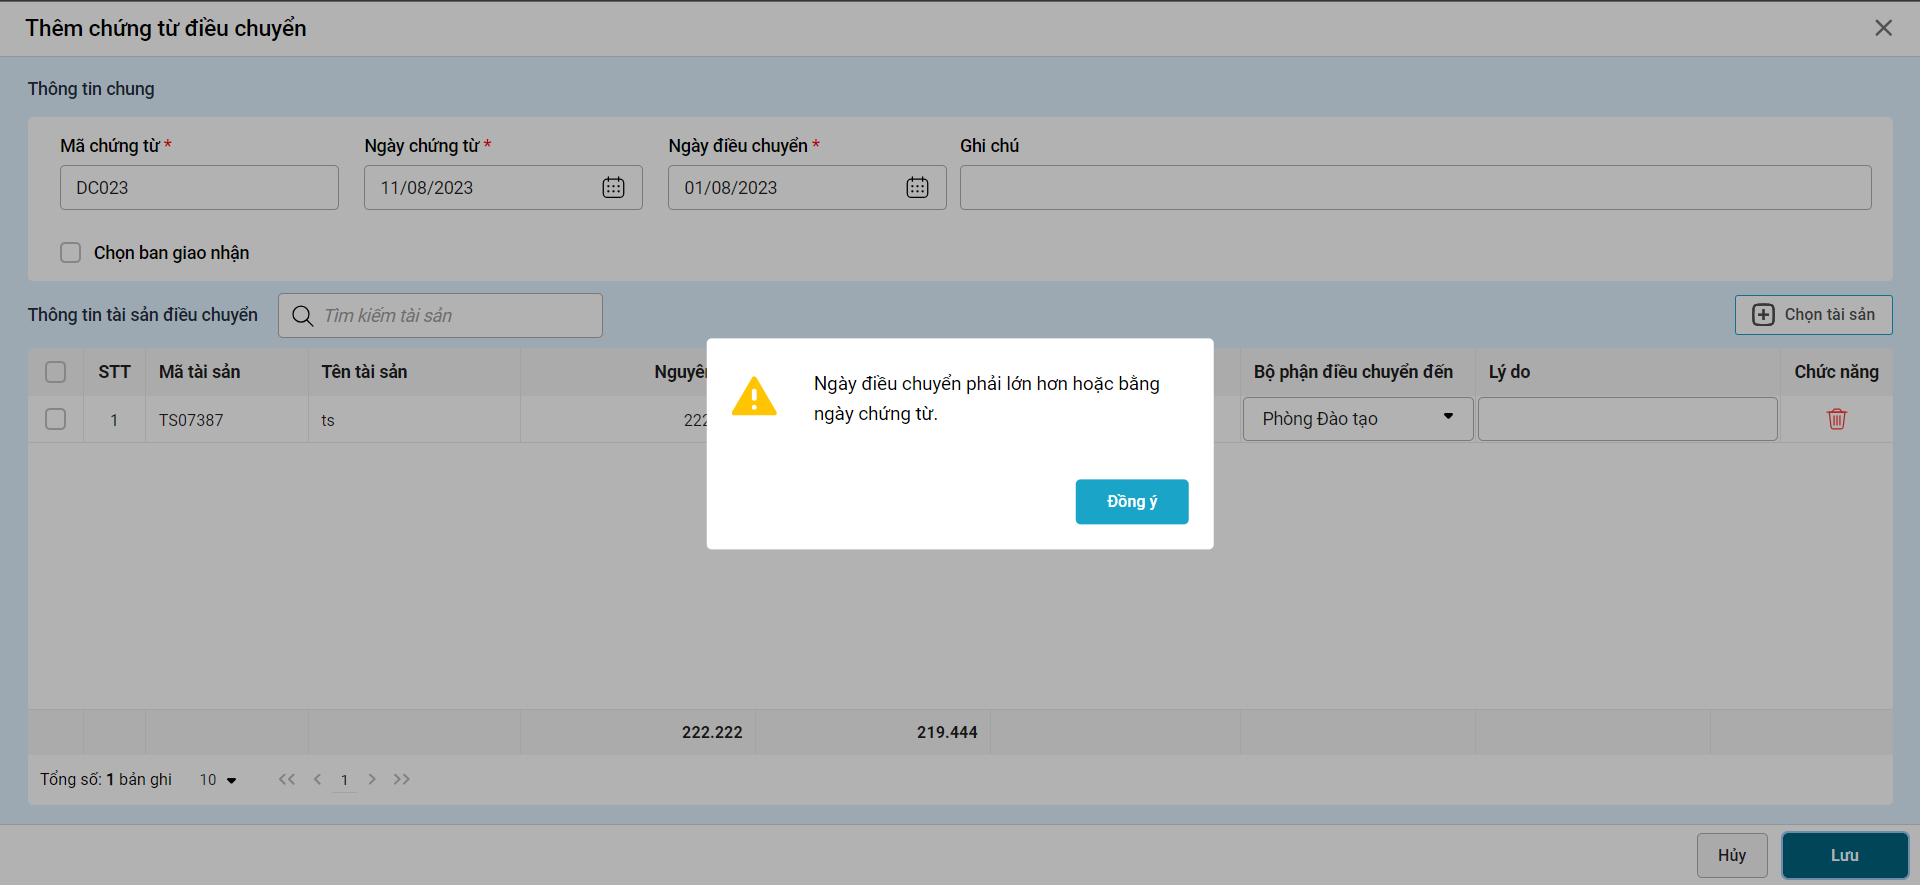 Thêm chứng từ điều chuyển
Thông tin chung
Mã chứng từ *
Ngày chứng từ *
Ngày điều chuyển *
Ghi chú
DC023
11/08/2023
01/08/2023
Chọn ban giao nhận
Thông tin tài sản điều chuyển
Tìm kiếm tài sản
Chọn tài sản
STT
Mã tài sản
Tên tài sản
Bộ phận điều chuyển đến
Lý do
Chức năng
1
TS07387
ts
Phòng Đào tạo
Ngày điều chuyển phải lớn hơn hoặc bằng
ngày chứng từ.
Đồng ý
222.222
219.444
Tổng số: 1 bản ghi
10
<< < 1 > >>
Hủy
Lưu